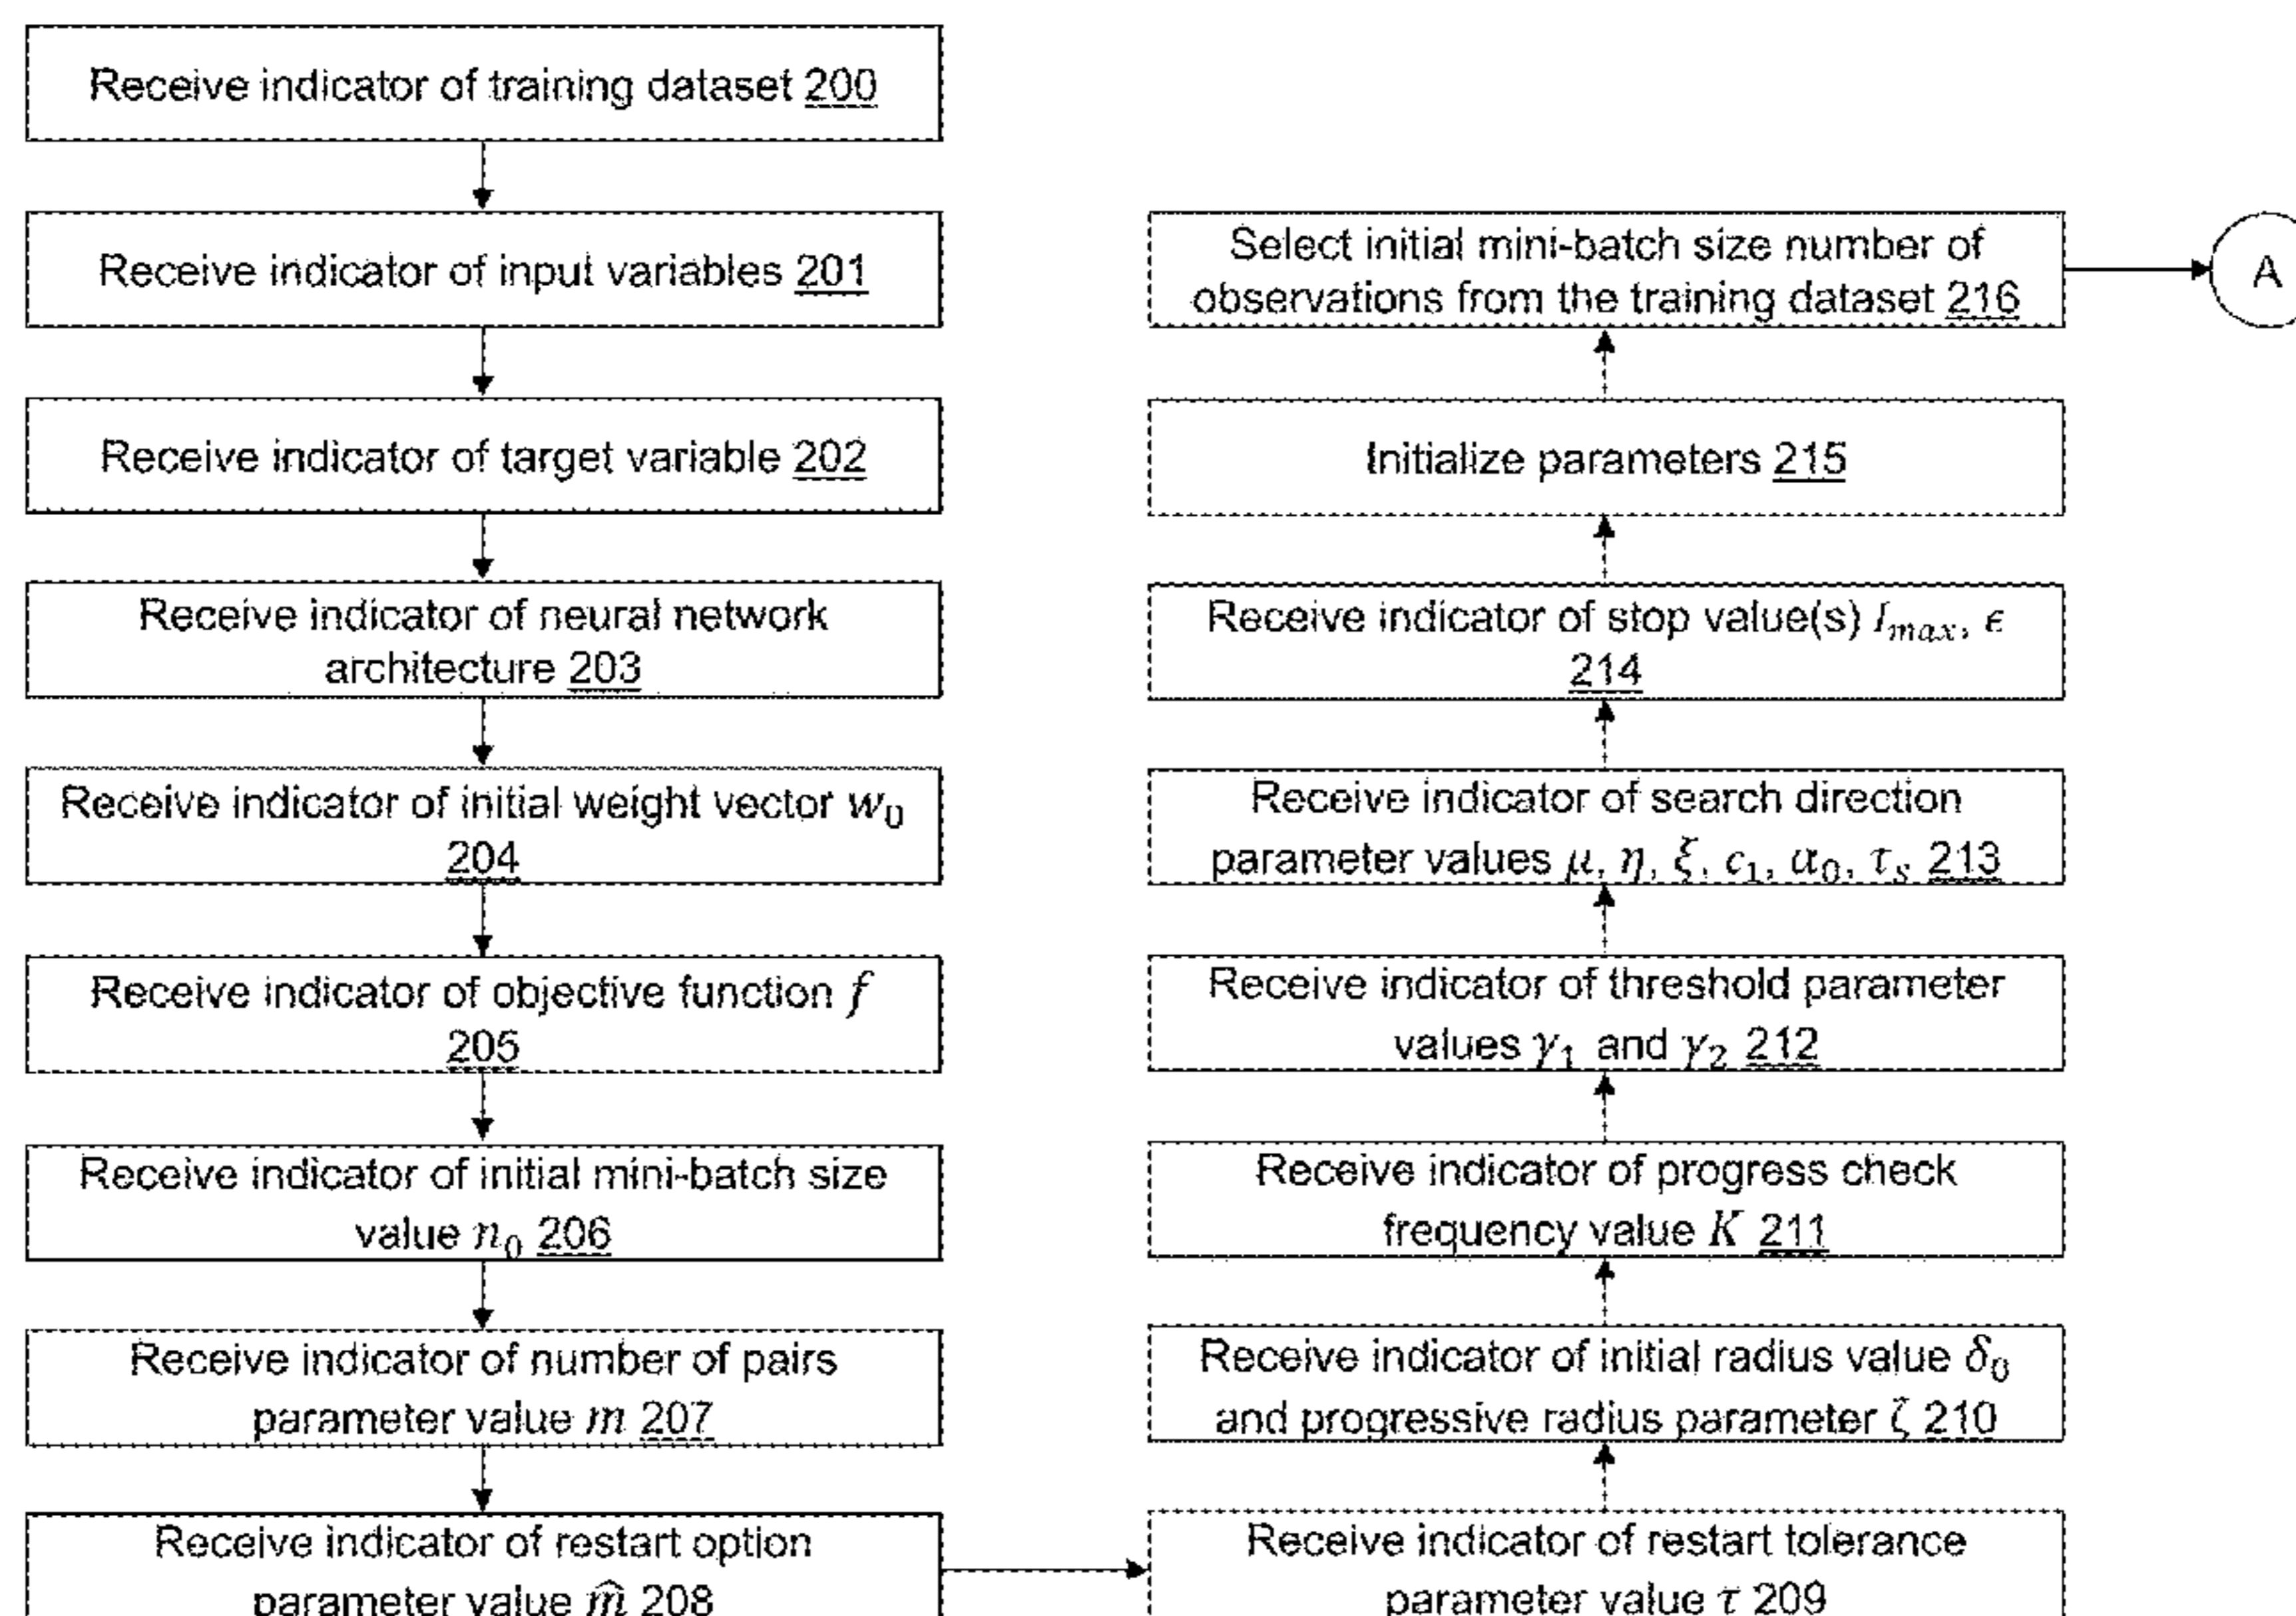 Receive indicator of training dataset 200
Receive indicator of input variables 201
Receive indicator of target variable 202
Receive indicator of neural network
architecture 203
Receive indicator of initial weight vector w₀
204
Receive indicator of objective function f
205
Receive indicator of initial mini-batch size
value n₀ 206
Receive indicator of number of pairs
parameter value m 207
Receive indicator of restart option
parameter value m̂ 208
Receive indicator of restart tolerance
parameter value τ 209
Receive indicator of initial radius value δ₀
and progressive radius parameter ζ 210
Receive indicator of progress check
frequency value K 211
Receive indicator of threshold parameter
values γ₁ and γ₂ 212
Receive indicator of search direction
parameter values μ, η, ξ, c₁, α₀, τₛ 213
Receive indicator of stop value(s) Iₘₐₓ, ϵ
214
Initialize parameters 215
Select initial mini-batch size number of
observations from the training dataset 216
A